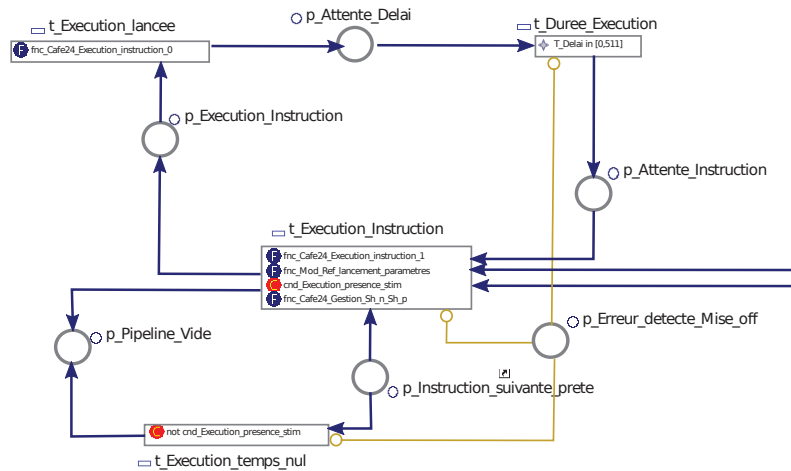 p_Attente_Delai
t_Execution_lancee
t_Duree_Execution
F fnc_Cafe24_Execution_instruction_0
T_Delai in [0,511]
p_Execution_Instruction
p_Attente_Instruction
t_Execution_Instruction
F fnc_Cafe24_Execution_instruction_1
F fnc_Mod_Ref_lancement_parametres
C cnd_Execution_presence_stim
F fnc_Cafe24_Gestion_Sh_n_Sh_p
p_Erreur_detecte_Mise_off
p_Pipeline_Vide
p_Instruction_suivante_prete
C not cnd_Execution_presence_stim
t_Execution_temps_nul